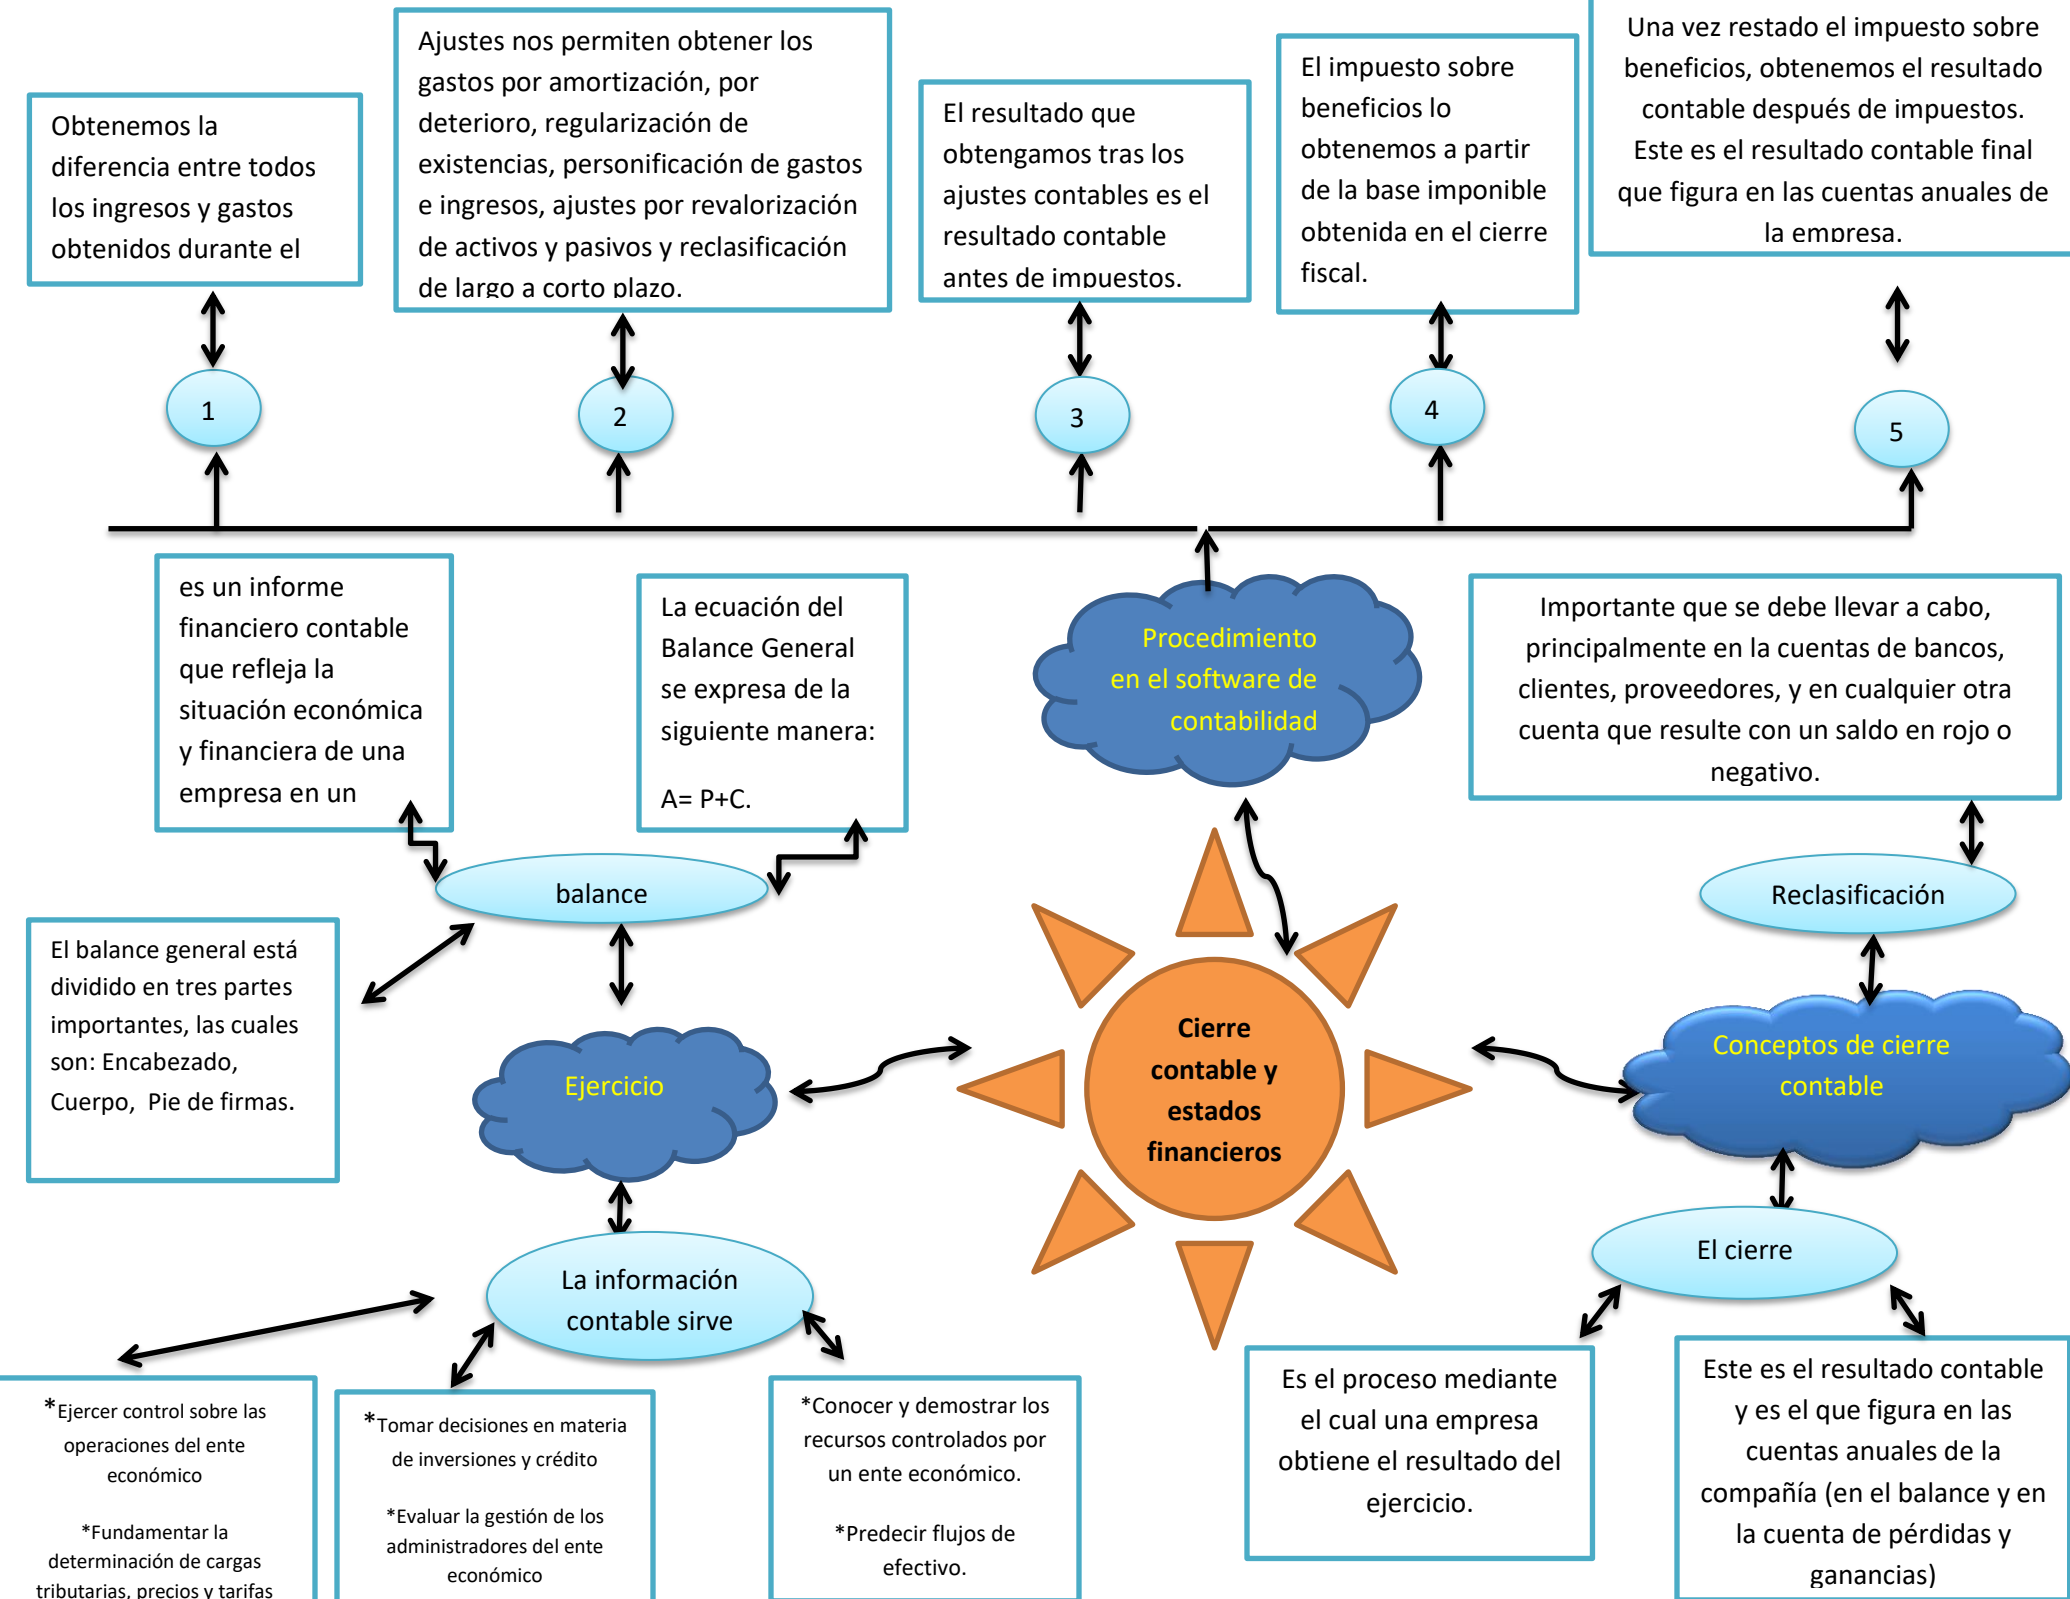 Obtenemos la
diferencia entre todos
los ingresos y gastos
obtenidos durante el
Ajustes nos permiten obtener los
gastos por amortización, por
deterioro, regularización de
existencias, personificación de gastos
e ingresos, ajustes por revalorización
de activos y pasivos y reclasificación
de largo a corto plazo.
El resultado que
obtengamos tras los
ajustes contables es el
resultado contable
antes de impuestos.
El impuesto sobre
beneficios lo
obtenemos a partir
de la base imponible
obtenida en el cierre
fiscal.
Una vez restado el impuesto sobre
beneficios, obtenemos el resultado
contable después de impuestos.
Este es el resultado contable final
que figura en las cuentas anuales de
la empresa.
1
2
3
4
5
es un informe
financiero contable
que refleja la
situación económica
y financiera de una
empresa en un
La ecuación del
Balance General
se expresa de la
siguiente manera:
A= P+C.
Procedimiento
en el software de
contabilidad
Importante que se debe llevar a cabo,
principalmente en la cuentas de bancos,
clientes, proveedores, y en cualquier otra
cuenta que resulte con un saldo en rojo o
negativo.
balance
Reclasificación
El balance general está
dividido en tres partes
importantes, las cuales
son: Encabezado,
Cuerpo, Pie de firmas.
Ejercicio
Cierre
contable y
estados
financieros
Conceptos de cierre
contable
La información
contable sirve
El cierre
*Ejercer control sobre las
operaciones del ente
económico
*Fundamentar la
determinación de cargas
tributarias, precios y tarifas
*Tomar decisiones en materia
de inversiones y crédito
*Evaluar la gestión de los
administradores del ente
económico
*Conocer y demostrar los
recursos controlados por
un ente económico.
*Predecir flujos de
efectivo.
Es el proceso mediante
el cual una empresa
obtiene el resultado del
ejercicio.
Este es el resultado contable
y es el que figura en las
cuentas anuales de la
compañía (en el balance y en
la cuenta de pérdidas y
ganancias)